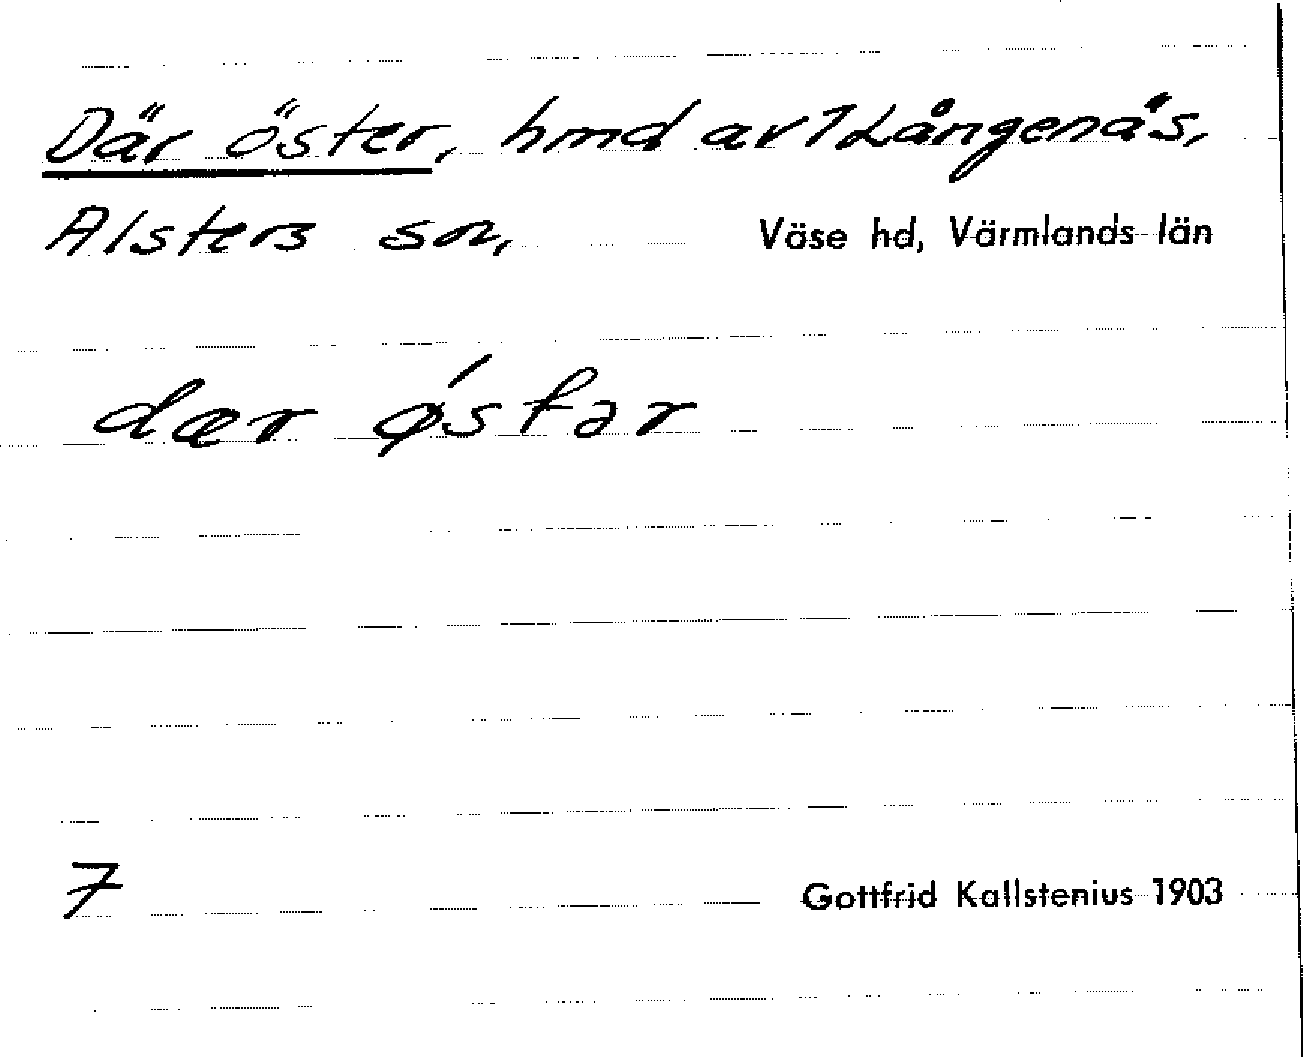 Där öster, hmd av 1 Långenäs,
Alsters sn, Väse hd, Värmlands län
dær ǿstər
7 Gottfrid Kallstenius 1903